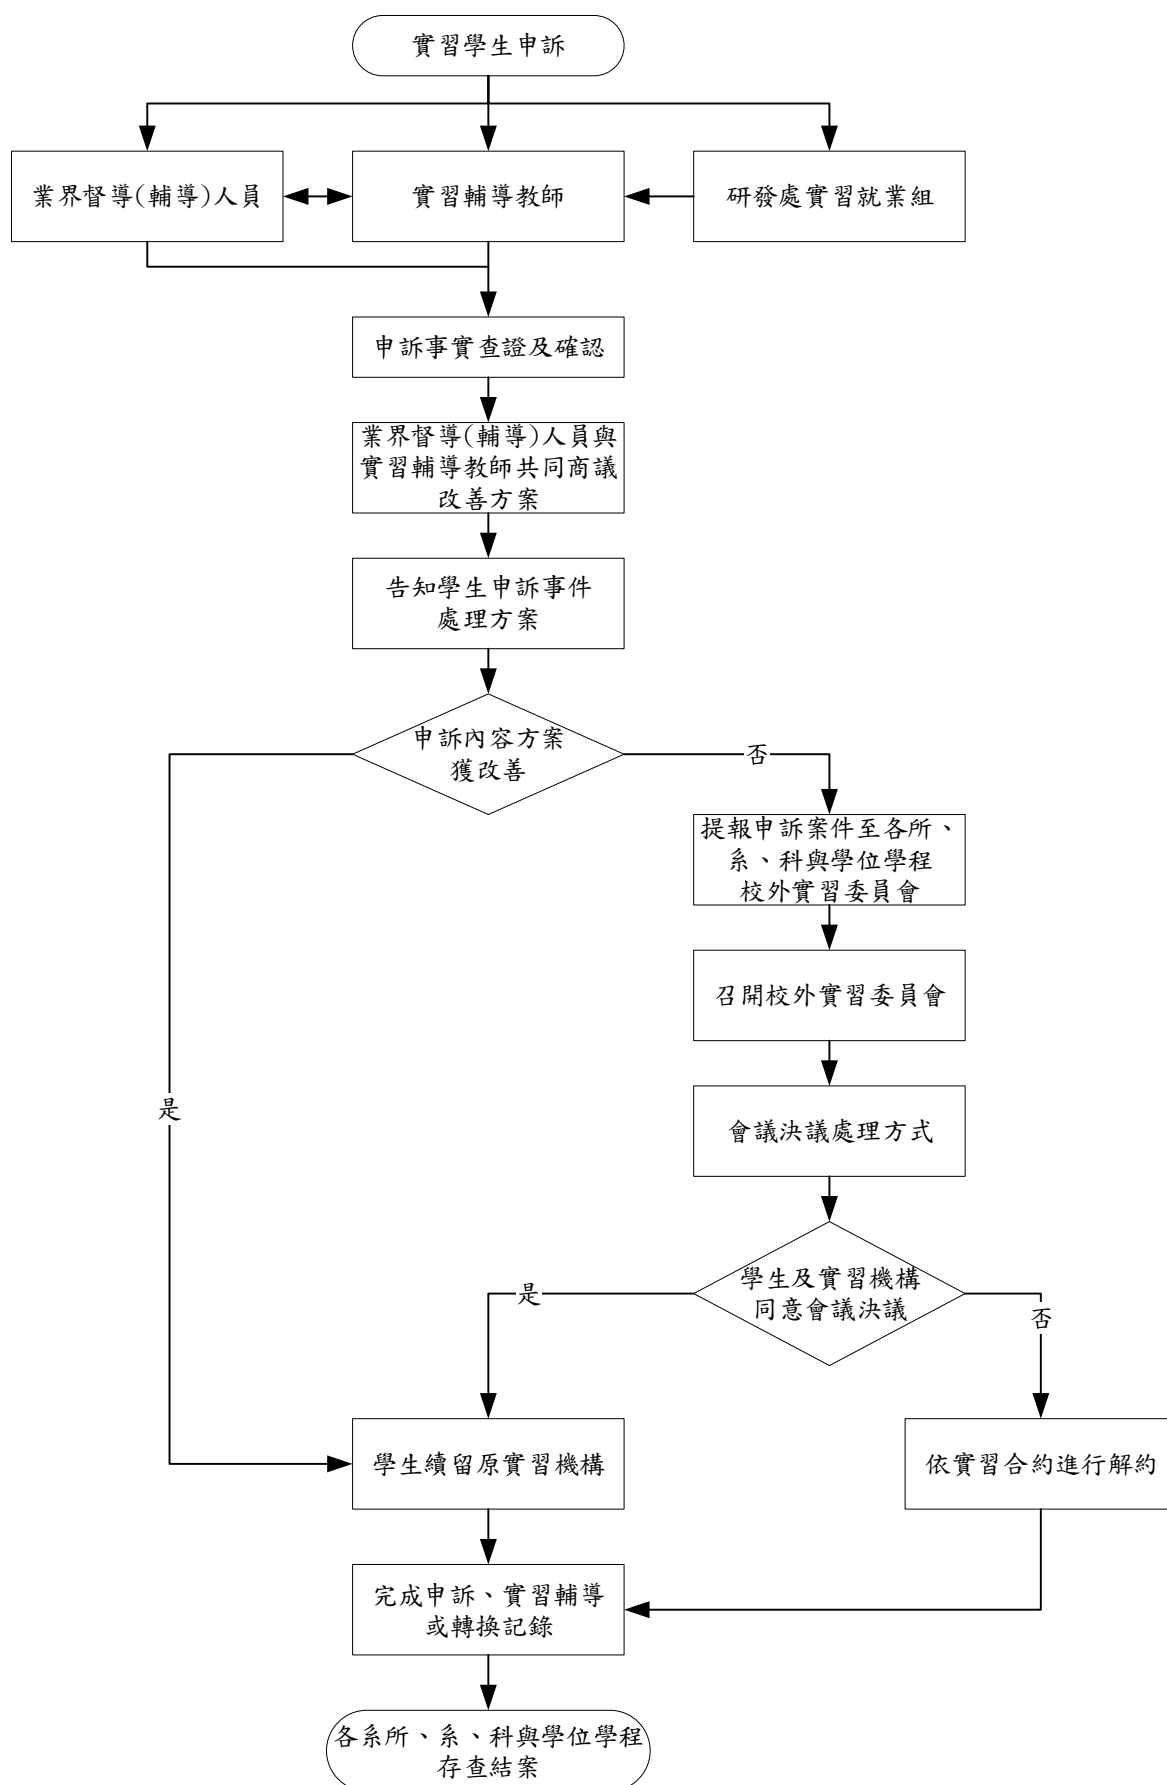 實習學生申訴
業界督導(輔導)人員
實習輔導教師
研發處實習就業組
申訴事實查證及確認
業界督導(輔導)人員與
實習輔導教師共同商議
改善方案
告知學生申訴事件
處理方案
申訴內容方案
獲改善
否
提報申訴案件至各所、
系、科與學位學程
校外實習委員會
召開校外實習委員會
是
會議決議處理方式
學生及實習機構
同意會議決議
是
否
學生續留原實習機構
依實習合約進行解約
完成申訴、實習輔導
或轉換記錄
各系所、系、科與學位學程
存查結案